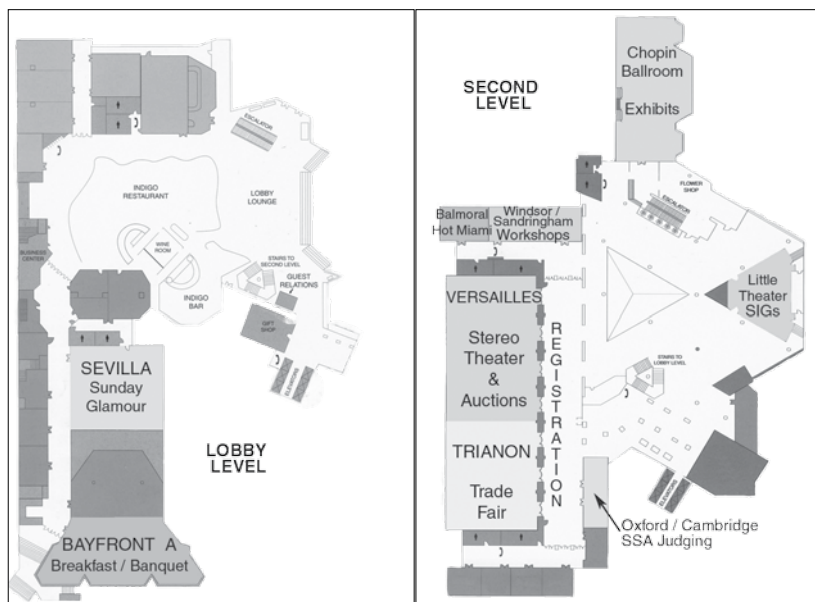 ESCALATOR
INDIGO
RESTAURANT
LOBBY
LOUNGE
WINE
ROOM
BUSINESS
CENTER
STAIRS TO
SECOND LEVEL
GUEST
RELATIONS
INDIGO
BAR
GIFT
SHOP
ELEVATORS
SEVILLA
Sunday
Glamour
LOBBY
LEVEL
BAYFRONT A
Breakfast / Banquet
SECOND
LEVEL
Chopin
Ballroom
Exhibits
FLOWER
SHOP
ESCALATOR
Balmoral
Hot Miami
Windsor /
Sandringham
Workshops
VERSAILLES
Stereo
Theater
&
Auctions
REGISTRATION
Little
Theater
SIGs
STAIRS TO
LOBBY LEVEL
TRIANON
Trade
Fair
ELEVATORS
Oxford / Cambridge
SSA Judging